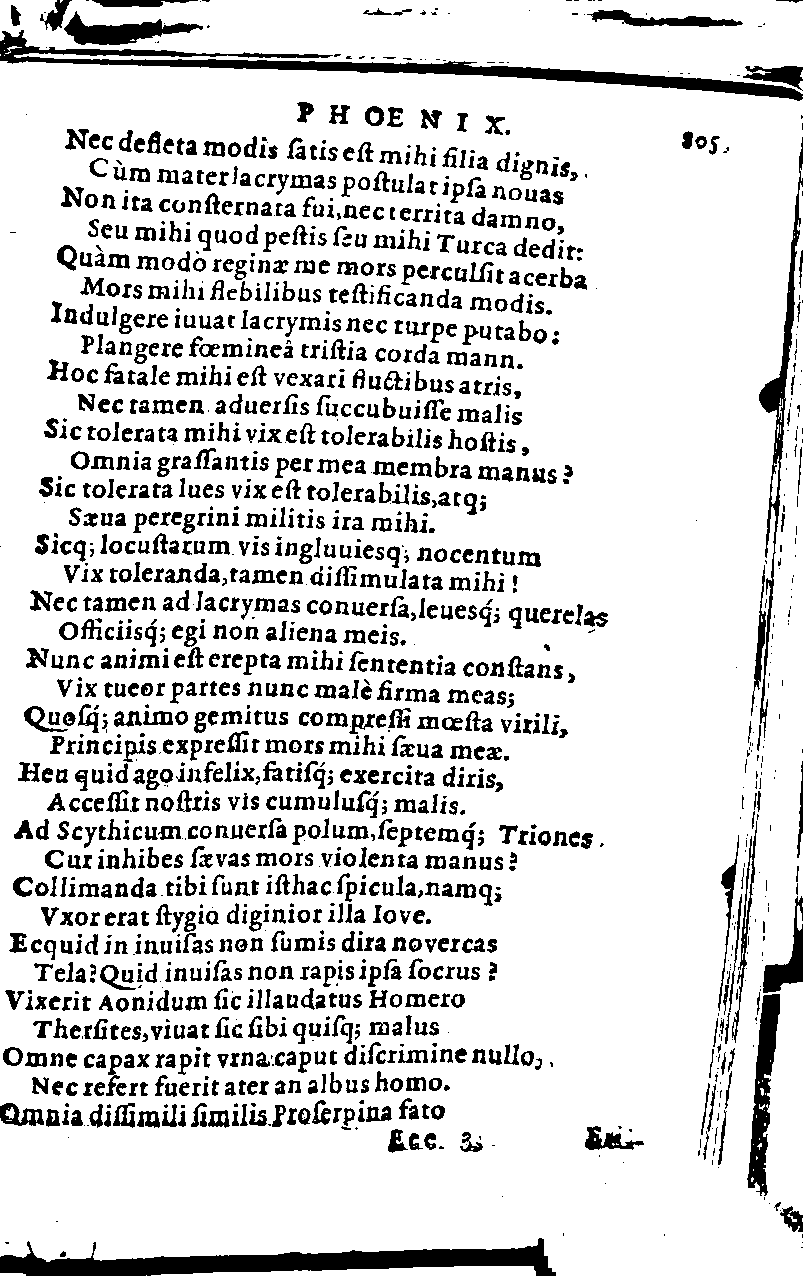 PHOENIX.
805.
Nec defleta modis ſatis eſt mihi filia dignis,
Cùm mater lacrymas poſtulat ipſa nouas
Non ita conſternata fui, nec territa damno,
Seu mihi quod peſtis ſeu mihi Turca dedit:
Quàm modò reginæ me mors perculſit acerba
Mors mihi flebilibus teſtificanda modis.
Indulgere iuuat lacrymis nec turpe putabo:
Plangere fœmineâ triſtia corda mann.
Hoc fatale mihi eſt vexari fluctibus atris,
Nec tamen aduerſis ſuccubuiſſe malis
Sic tolerata mihi vix eſt tolerabilis hoſtis,
Omnia graſſantis per mea membra manus?
Sic tolerata lues vix eſt tolerabilis, atq;
Sæua peregrini militis ira mihi.
Sicq; locuſtarum vis ingluuiesq; nocentum
Vix toleranda, tamen diſſimulata mihi!
Nec tamen ad lacrymas conuerſa, leuesq́; querelas
Officiisq́; egi non aliena meis.
Nunc animi eſt erepta mihi ſententia conſtans,
Vix tueor partes nunc malè firma meas;
Quoſq́; animo gemitus compreſſi mœſta virili,
Principis expreſſit mors mihi ſæua meæ.
Heu quid ago infelix, fatiſq́; exercita diris,
Acceſſit noſtris vis cumuluſq́; malis.
Ad Scythicum conuerſa polum, ſeptemq́; Triones.
Cur inhibes ſævas mors violenta manus?
Collimanda tibi ſunt iſthac ſpicula, namq;
Vxor erat ſtygio diginior illa Iove.
Ecquid in inuiſas non ſumis dira novercas
Tela? Quid inuiſas non rapis ipſa ſocrus?
Vixerit Aonidum ſic illaudatus Homero
Therſites, viuat ſic ſibi quiſq; malus
Omne capax rapit vrna caput diſcrimine nullo,
Nec refert fuerit ater an albus homo.
Omnia diſſimili ſimilis Proſerpina fato
Eee. 3.